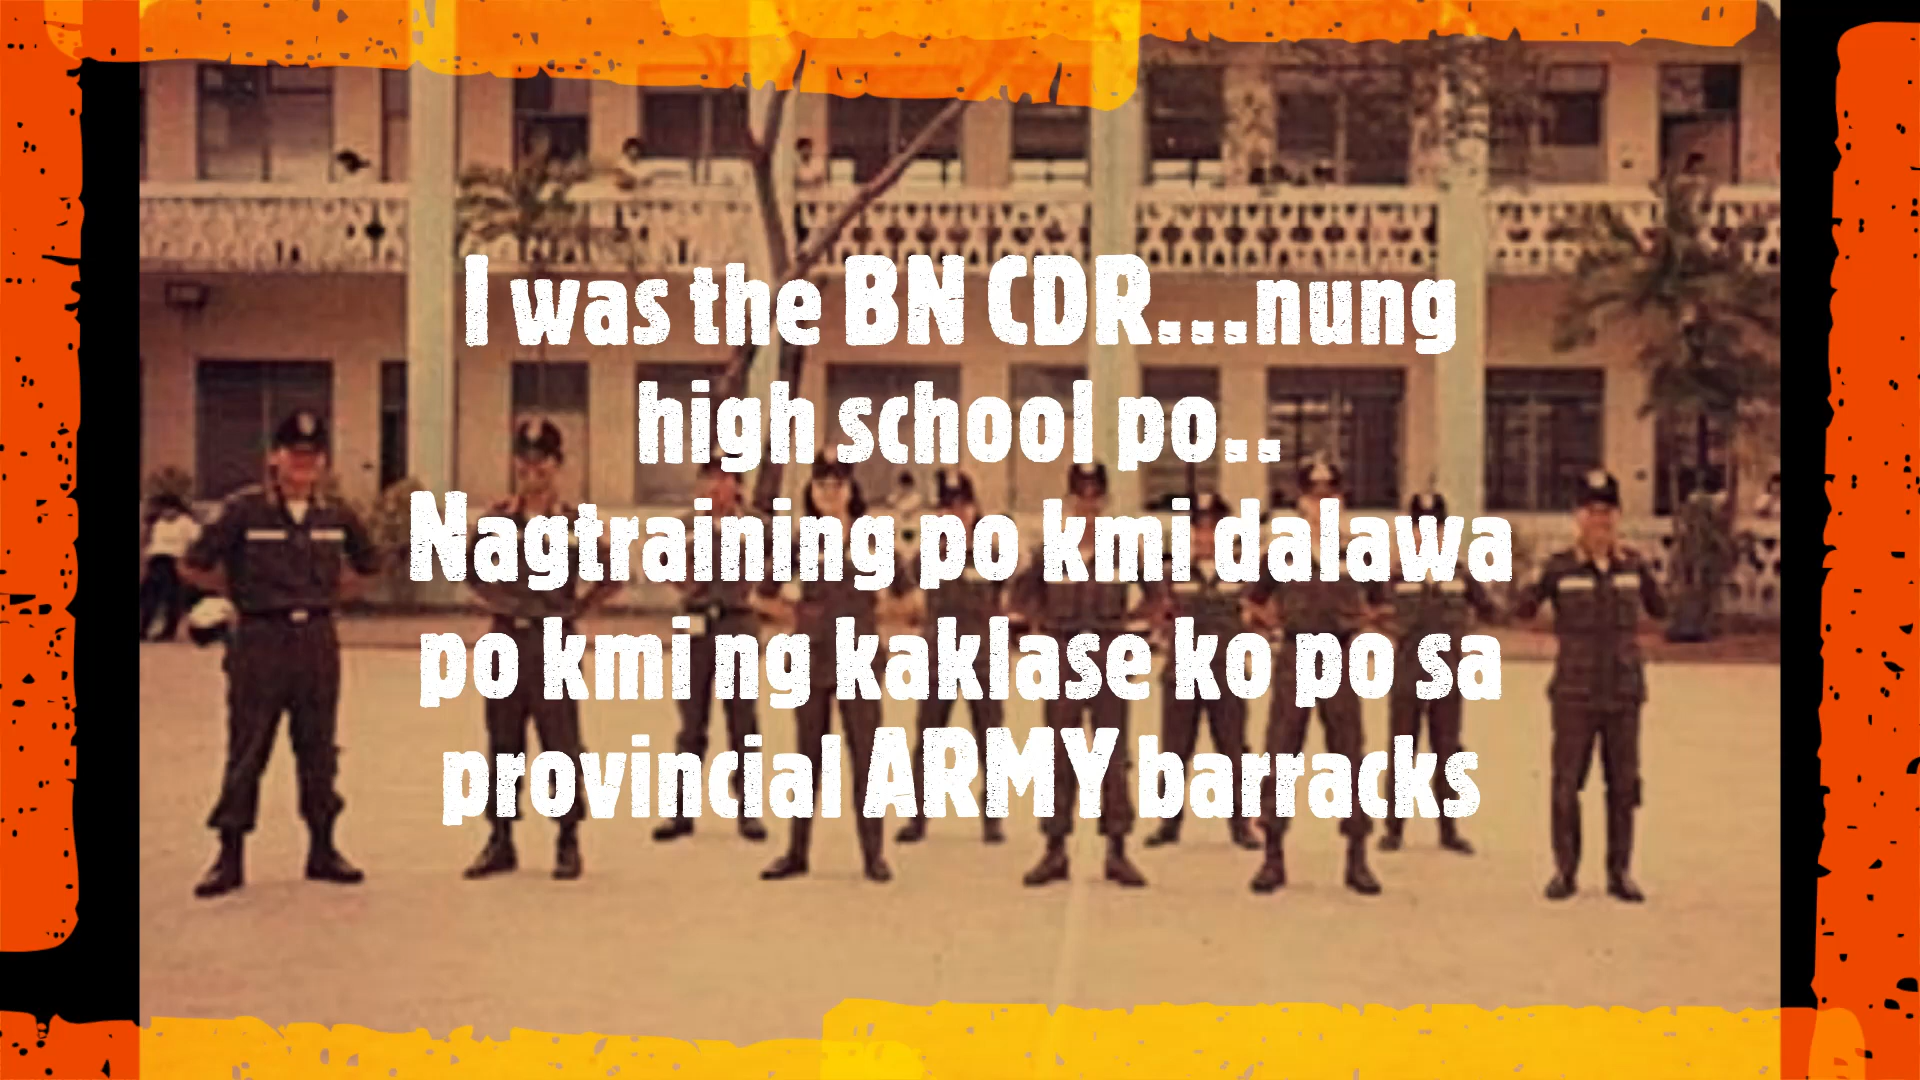 I was the BN CDR...nung
high school po..
Nagtraining po kmi dalawa
po kmi ng kaklase ko po sa
provincial ARMY barracks